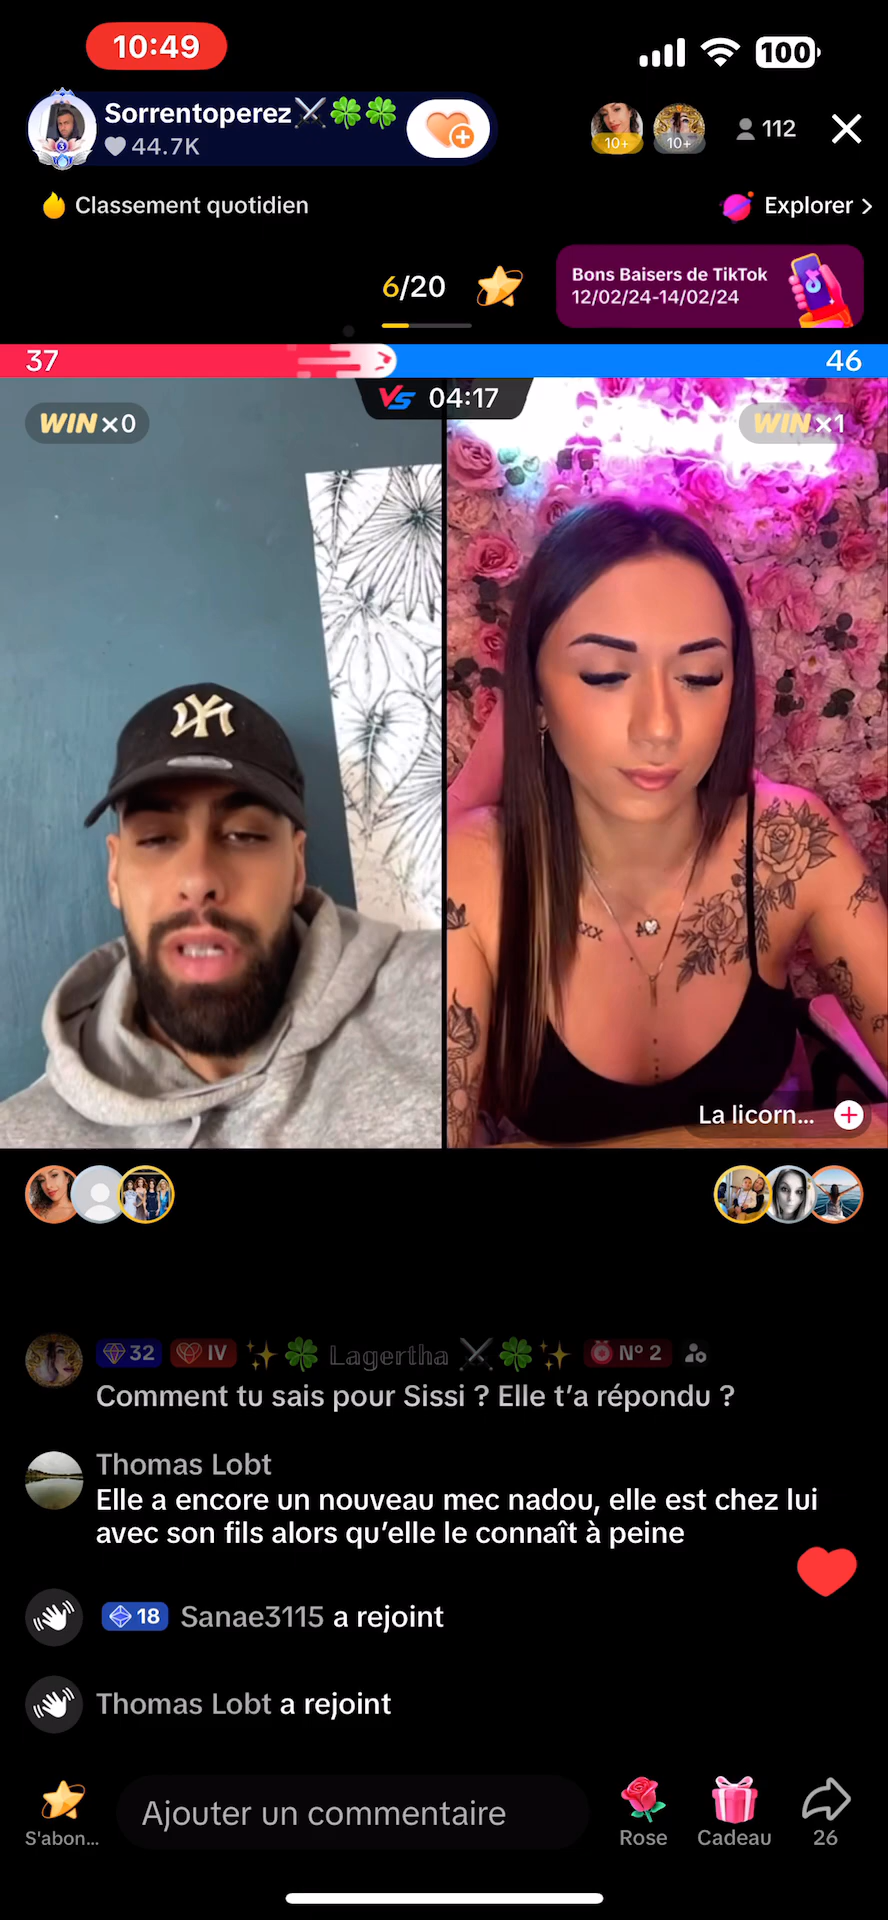 10:49
100
Sorrentoperez
44.7K
10+
10+
112
Classement quotidien
Explorer >
6/20
Bons Baisers de TikTok
12/02/24-14/02/24
37
46
VS 04:17
WIN x0
WIN x1
NY
La licorn...
32 IV Lagertha N° 2
Comment tu sais pour Sissi ? Elle t'a répondu ?
Thomas Lobt
Elle a encore un nouveau mec nadou, elle est chez lui
avec son fils alors qu'elle le connaît à peine
18 Sanae3115 a rejoint
Thomas Lobt a rejoint
Ajouter un commentaire
S'abon...
Rose
Cadeau
26